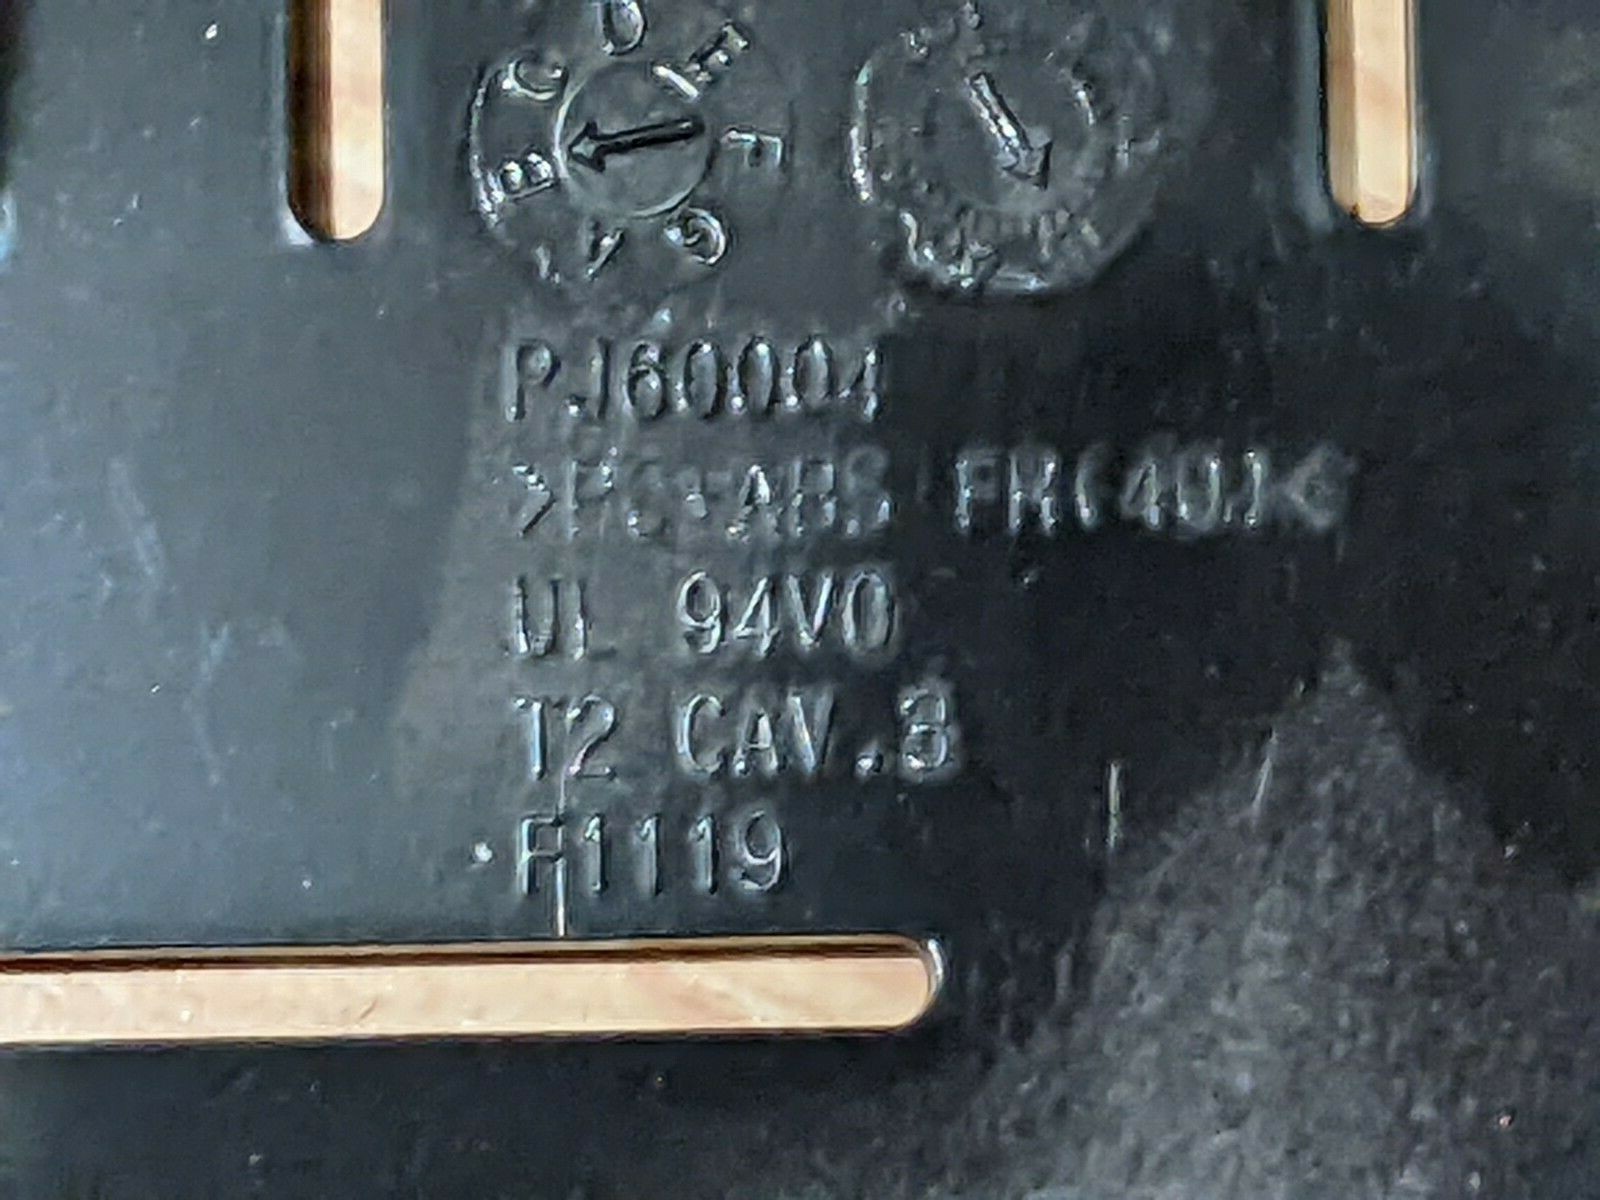 A B C D E F G
PJ60004
>PC+ABS FR(40)<
UL 94V0
T2 CAV.3
F1119